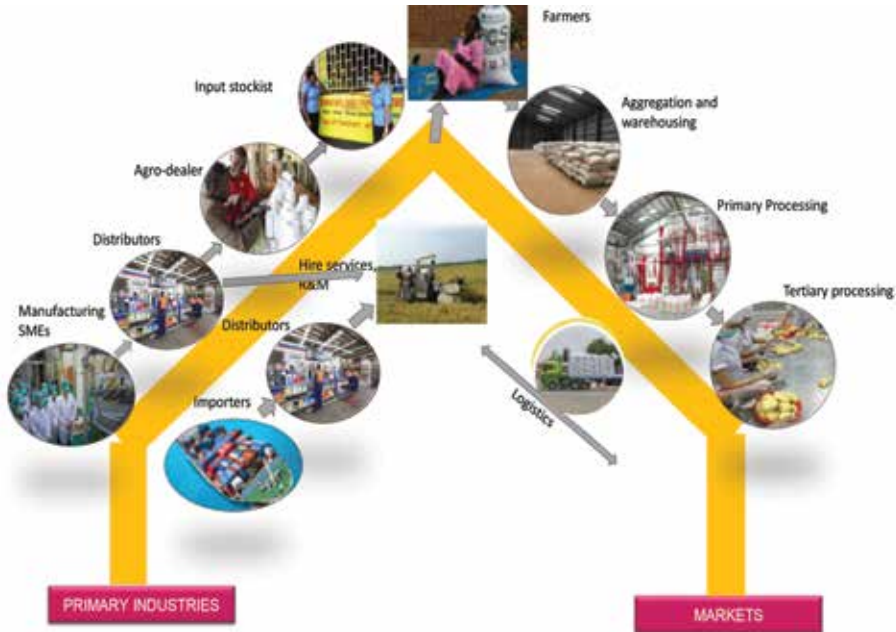 Farmers
Input stockist
Aggregation and
warehousing
Agro-dealer
Primary Processing
Distributors
Hire services,
R&M
Tertiary processing
Manufacturing
SMEs
Distributors
Logistics
Importers
PRIMARY INDUSTRIES
MARKETS